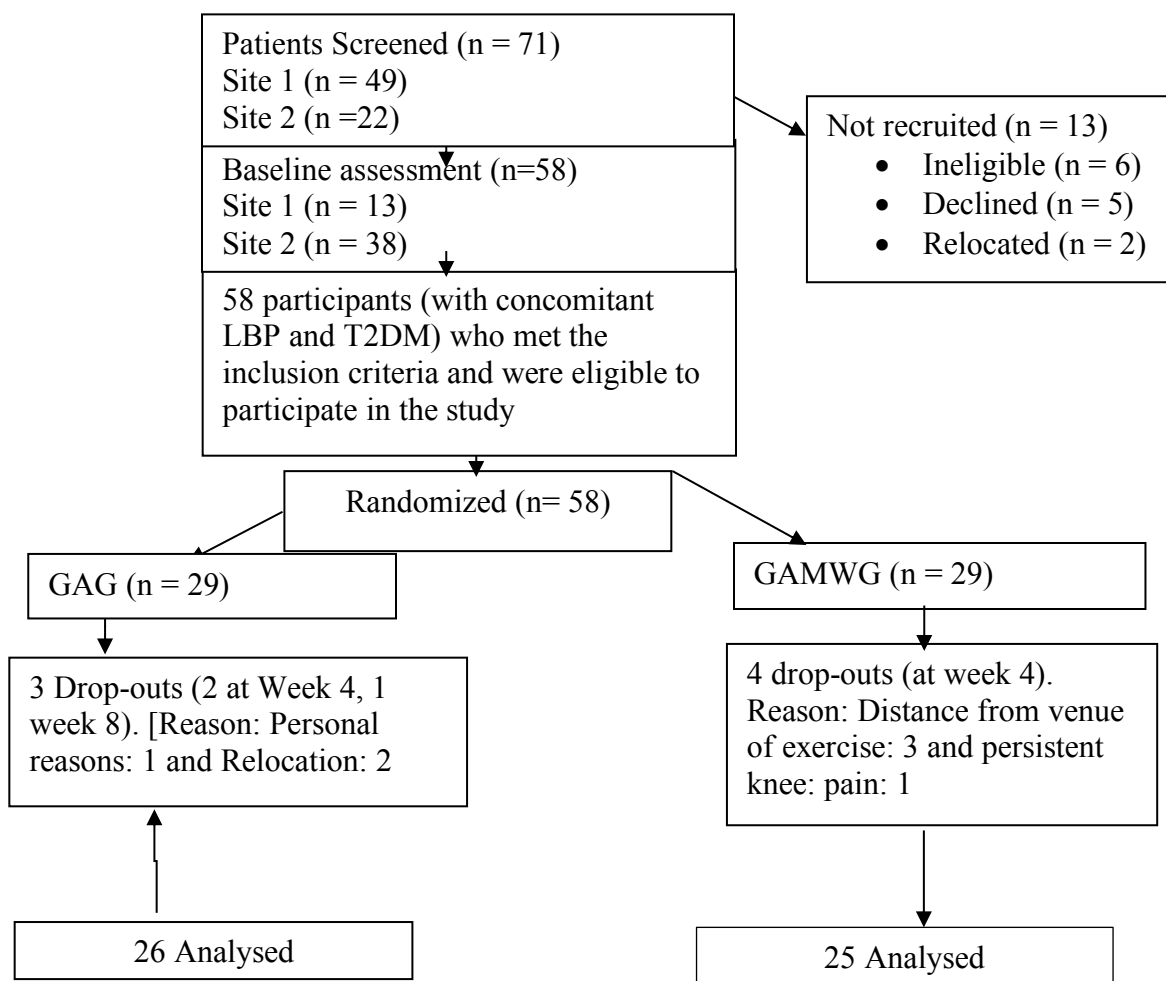 Patients Screened (n = 71)
Site 1 (n = 49)
Site 2 (n =22)
Not recruited (n = 13)
• Ineligible (n = 6)
• Declined (n = 5)
• Relocated (n = 2)
Baseline assessment (n=58)
Site 1 (n = 13)
Site 2 (n = 38)
58 participants (with concomitant
LBP and T2DM) who met the
inclusion criteria and were eligible to
participate in the study
Randomized (n= 58)
GAG (n = 29)
GAMWG (n = 29)
3 Drop-outs (2 at Week 4, 1
week 8). [Reason: Personal
reasons: 1 and Relocation: 2
4 drop-outs (at week 4).
Reason: Distance from venue
of exercise: 3 and persistent
knee: pain: 1
26 Analysed
25 Analysed